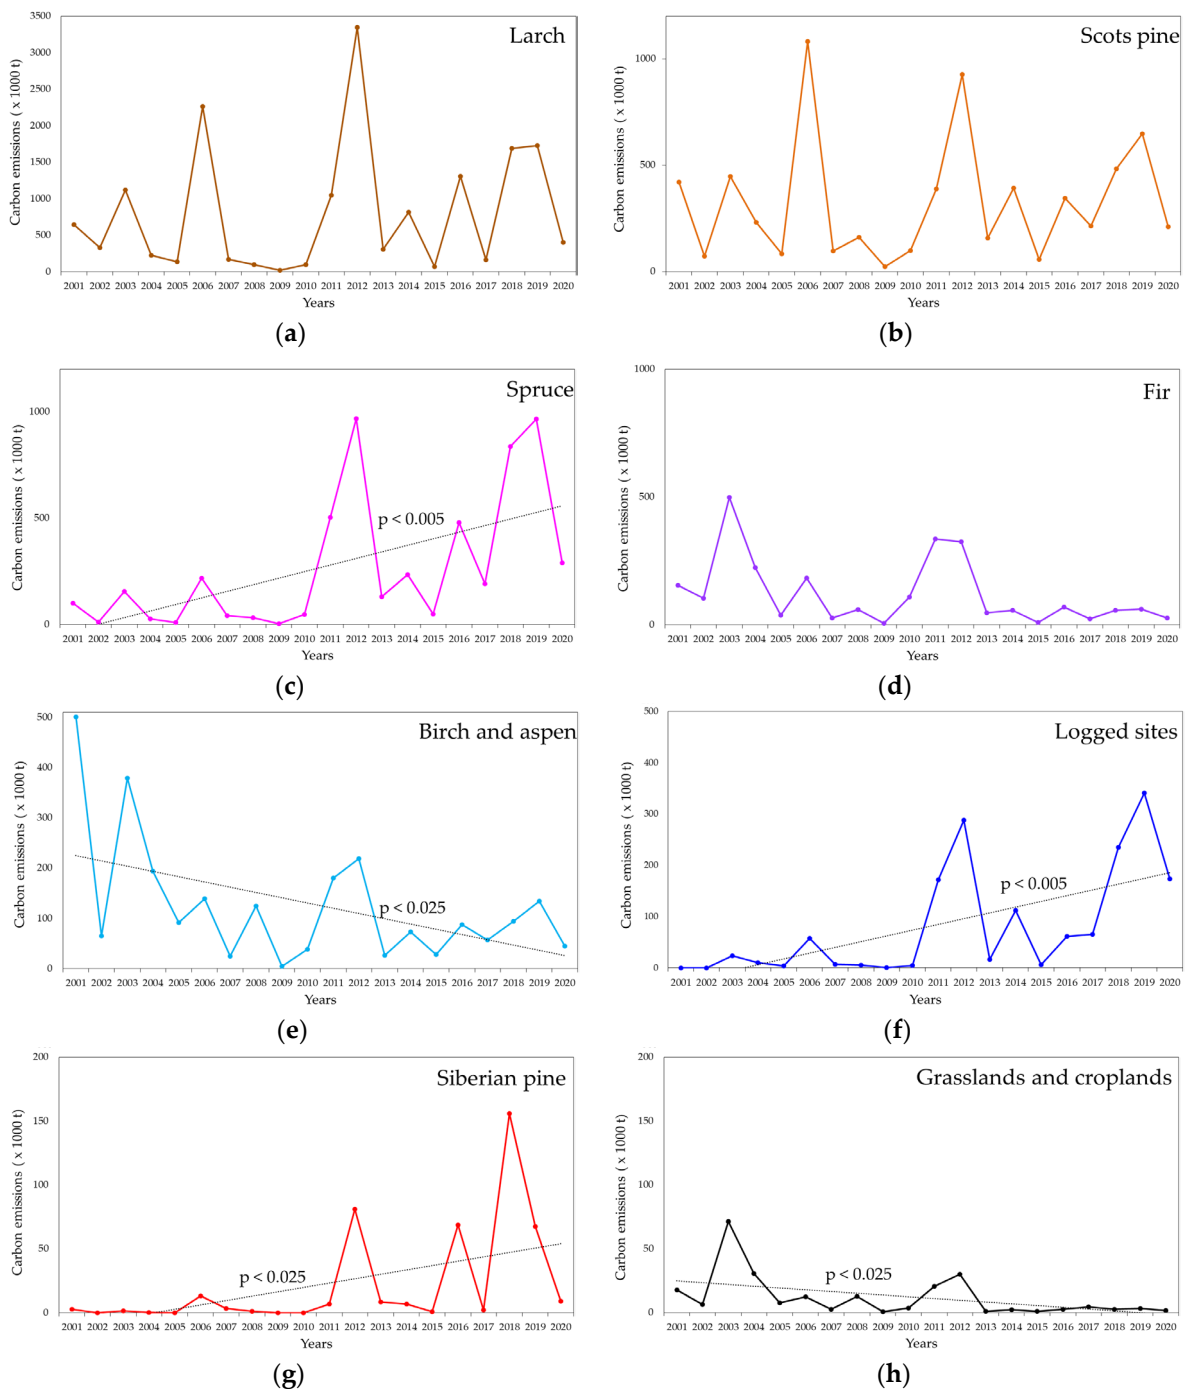 3500
3000
2500
2000
1500
1000
500
0
Carbon emissions ( x 1000 t)
Larch
2001 2002 2003 2004 2005 2006 2007 2008 2009 2010 2011 2012 2013 2014 2015 2016 2017 2018 2019 2020
Years
(a)
1000
500
0
Carbon emissions ( x 1000 t)
Scots pine
2001 2002 2003 2004 2005 2006 2007 2008 2009 2010 2011 2012 2013 2014 2015 2016 2017 2018 2019 2020
Years
(b)
1000
500
0
Carbon emissions ( x 1000 t)
Spruce
p < 0.005
2001 2002 2003 2004 2005 2006 2007 2008 2009 2010 2011 2012 2013 2014 2015 2016 2017 2018 2019 2020
Years
(c)
1000
500
0
Carbon emissions ( x 1000 t)
Fir
2001 2002 2003 2004 2005 2006 2007 2008 2009 2010 2011 2012 2013 2014 2015 2016 2017 2018 2019 2020
Years
(d)
500
400
300
200
100
0
Carbon emissions ( x 1000 t)
Birch and aspen
p < 0.025
2001 2002 2003 2004 2005 2006 2007 2008 2009 2010 2011 2012 2013 2014 2015 2016 2017 2018 2019 2020
Years
(e)
500
400
300
200
100
0
Carbon emissions ( x 1000 t)
Logged sites
p < 0.005
2001 2002 2003 2004 2005 2006 2007 2008 2009 2010 2011 2012 2013 2014 2015 2016 2017 2018 2019 2020
Years
(f)
200
150
100
50
0
Carbon emissions ( x 1000 t)
Siberian pine
p < 0.025
2001 2002 2003 2004 2005 2006 2007 2008 2009 2010 2011 2012 2013 2014 2015 2016 2017 2018 2019 2020
Years
(g)
200
150
100
50
0
Carbon emissions ( x 1000 t)
Grasslands and croplands
p < 0.025
2001 2002 2003 2004 2005 2006 2007 2008 2009 2010 2011 2012 2013 2014 2015 2016 2017 2018 2019 2020
Years
(h)